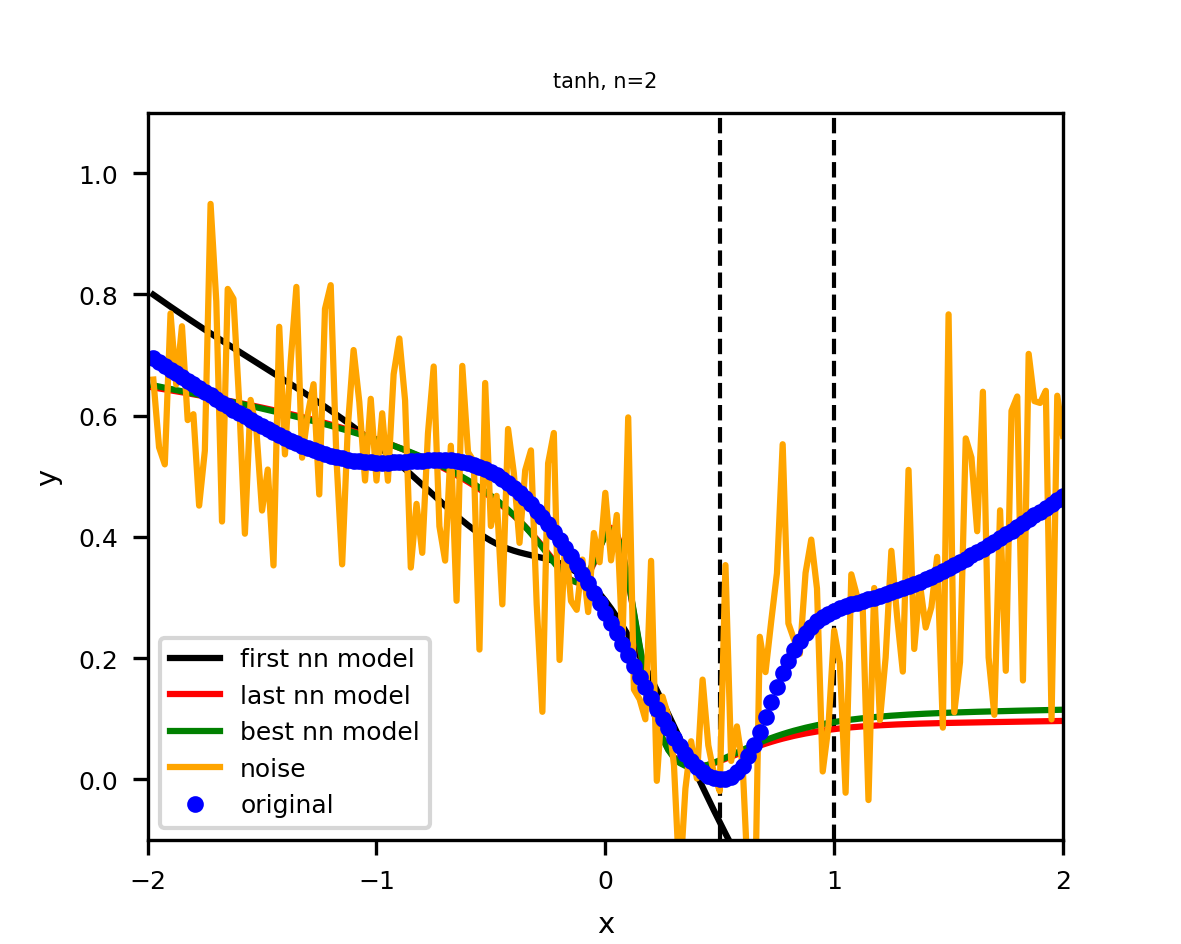 tanh, n=2
1.0
0.8
0.6
0.4
0.2
0.0
y
first nn model
last nn model
best nn model
noise
original
−2
−1
0
1
2
x